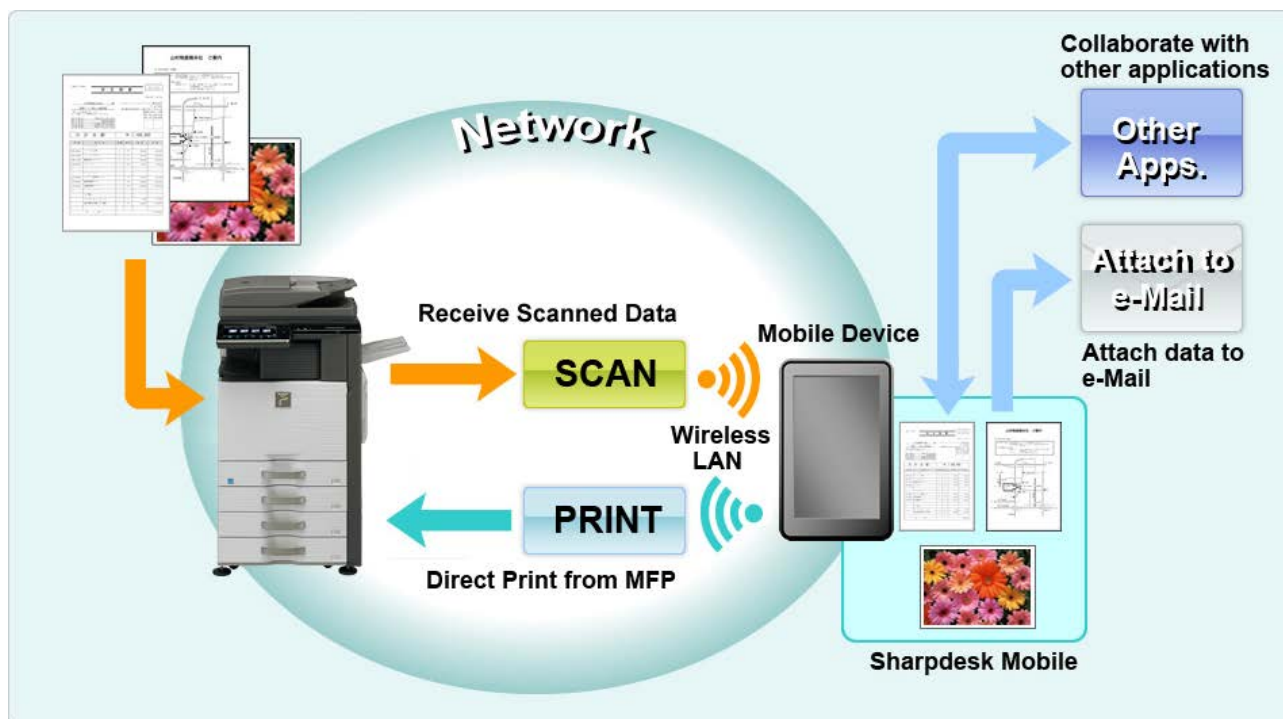 Collaborate with
other applications
Other
Apps.
Network
Attach to
e-Mail
Attach data to
e-Mail
Receive Scanned Data
SCAN
Mobile Device
Wireless
LAN
PRINT
Direct Print from MFP
Sharpdesk Mobile